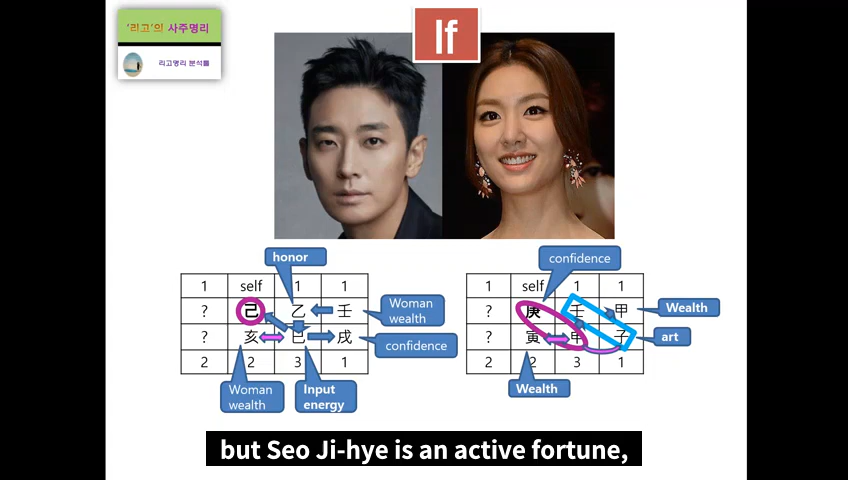 '리고'의 사주명리
리고명리 분석틀
If
honor
confidence
1 self 1 1
? 己 乙 壬
Woman wealth
? 亥 巳 戌
confidence
2 2 3 1
Woman wealth
Input energy
1 self 1 1
? 庚 壬 甲
Wealth
? 寅 申 子
art
2 2 3 1
Wealth
but Seo Ji-hye is an active fortune,